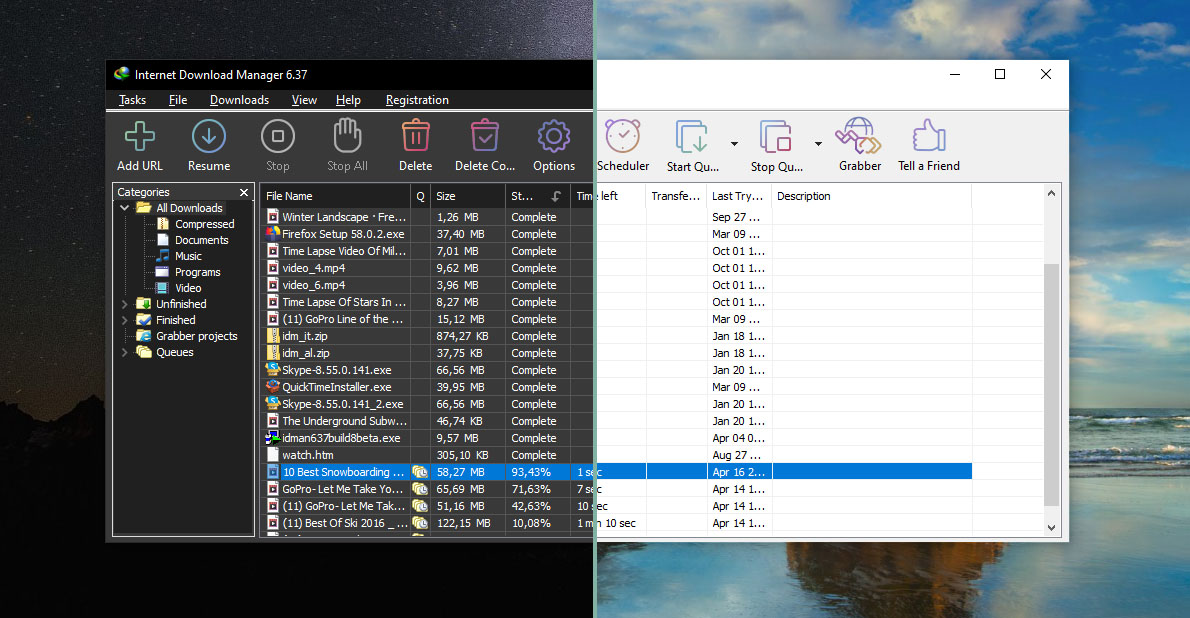 Internet Download Manager 6.37
Tasks File Downloads View Help Registration
Add URL Resume Stop Stop All Delete Delete Co... Options Scheduler Start Qu... Stop Qu... Grabber Tell a Friend
Categories
All Downloads
Compressed
Documents
Music
Programs
Video
Unfinished
Finished
Grabber projects
Queues
File Name Q Size St... Time left Transfe... Last Try... Description
Winter Landscape · Fre... 1,26 MB Complete Sep 27 ...
Firefox Setup 58.0.2.exe 37,40 MB Complete Mar 09 ...
Time Lapse Video Of Mil... 7,01 MB Complete Oct 01 1...
video_4.mp4 9,62 MB Complete Oct 01 1...
video_6.mp4 3,96 MB Complete Oct 01 1...
Time Lapse Of Stars In ... 8,27 MB Complete Oct 01 1...
(11) GoPro Line of the ... 15,12 MB Complete Mar 09 ...
idm_it.zip 874,27 KB Complete Jan 18 1...
idm_al.zip 37,75 KB Complete Jan 18 1...
Skype-8.55.0.141.exe 66,56 MB Complete Jan 20 1...
QuickTimeInstaller.exe 39,95 MB Complete Mar 09 ...
Skype-8.55.0.141_2.exe 66,56 MB Complete Jan 20 1...
The Underground Subw... 46,74 KB Complete Jan 20 1...
idman637build8beta.exe 9,57 MB Complete Apr 04 0...
watch.htm 305,10 KB Complete Aug 27 ...
10 Best Snowboarding ... 58,27 MB 93,43% 1 sec Apr 16 2...
GoPro- Let Me Take Yo... 65,69 MB 71,63% 7 sec Apr 14 1...
(11) GoPro- Let Me Tak... 51,16 MB 42,63% 10 sec Apr 14 1...
(11) Best Of Ski 2016 _ ... 122,15 MB 10,08% 1 min 10 sec Apr 14 1...